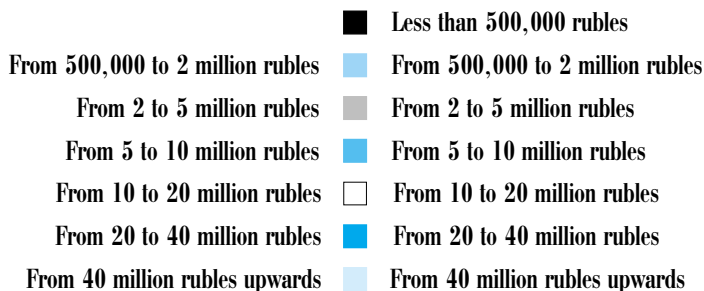 Less than 500,000 rubles
From 500,000 to 2 million rubles From 500,000 to 2 million rubles
From 2 to 5 million rubles From 2 to 5 million rubles
From 5 to 10 million rubles From 5 to 10 million rubles
From 10 to 20 million rubles From 10 to 20 million rubles
From 20 to 40 million rubles From 20 to 40 million rubles
From 40 million rubles upwards From 40 million rubles upwards